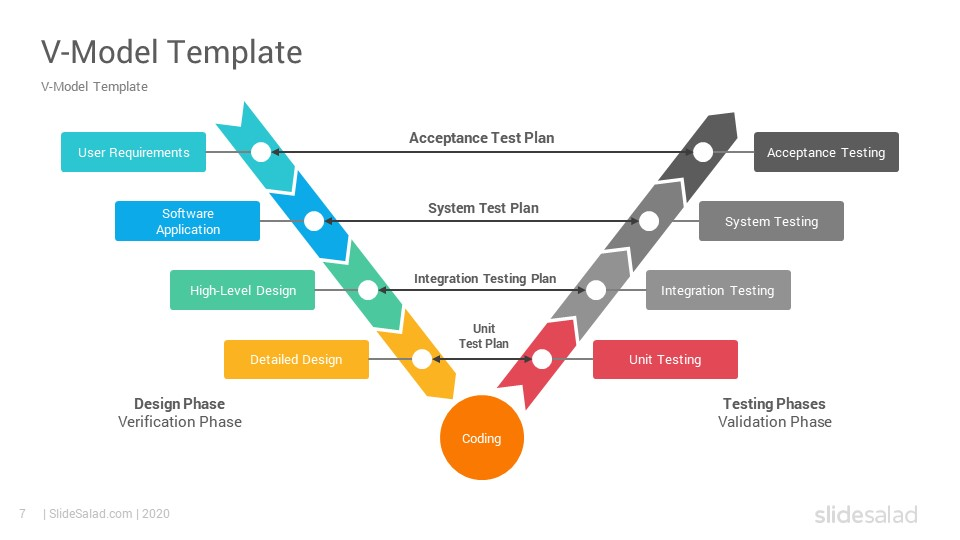 V-Model Template
V-Model Template
Acceptance Test Plan
User Requirements
Acceptance Testing
System Test Plan
Software
Application
System Testing
Integration Testing Plan
High-Level Design
Integration Testing
Unit
Test Plan
Detailed Design
Unit Testing
Design Phase
Verification Phase
Testing Phases
Validation Phase
Coding
7 | SlideSalad.com | 2020
slidesalad